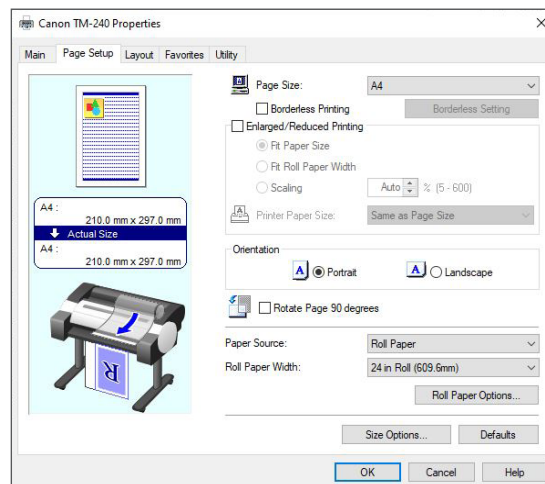 Canon TM-240 Properties
Main Page Setup Layout Favorites Utility
Page Size: A4
Borderless Printing Borderless Setting
Enlarged/Reduced Printing
Fit Paper Size
Fit Roll Paper Width
Scaling Auto % (5 - 600)
Printer Paper Size: Same as Page Size
A4 :
210.0 mm x 297.0 mm
Actual Size
A4 :
210.0 mm x 297.0 mm
Orientation
A Portrait A Landscape
Rotate Page 90 degrees
R
Paper Source: Roll Paper
Roll Paper Width: 24 in Roll (609.6mm)
Roll Paper Options...
Size Options... Defaults
OK Cancel Help